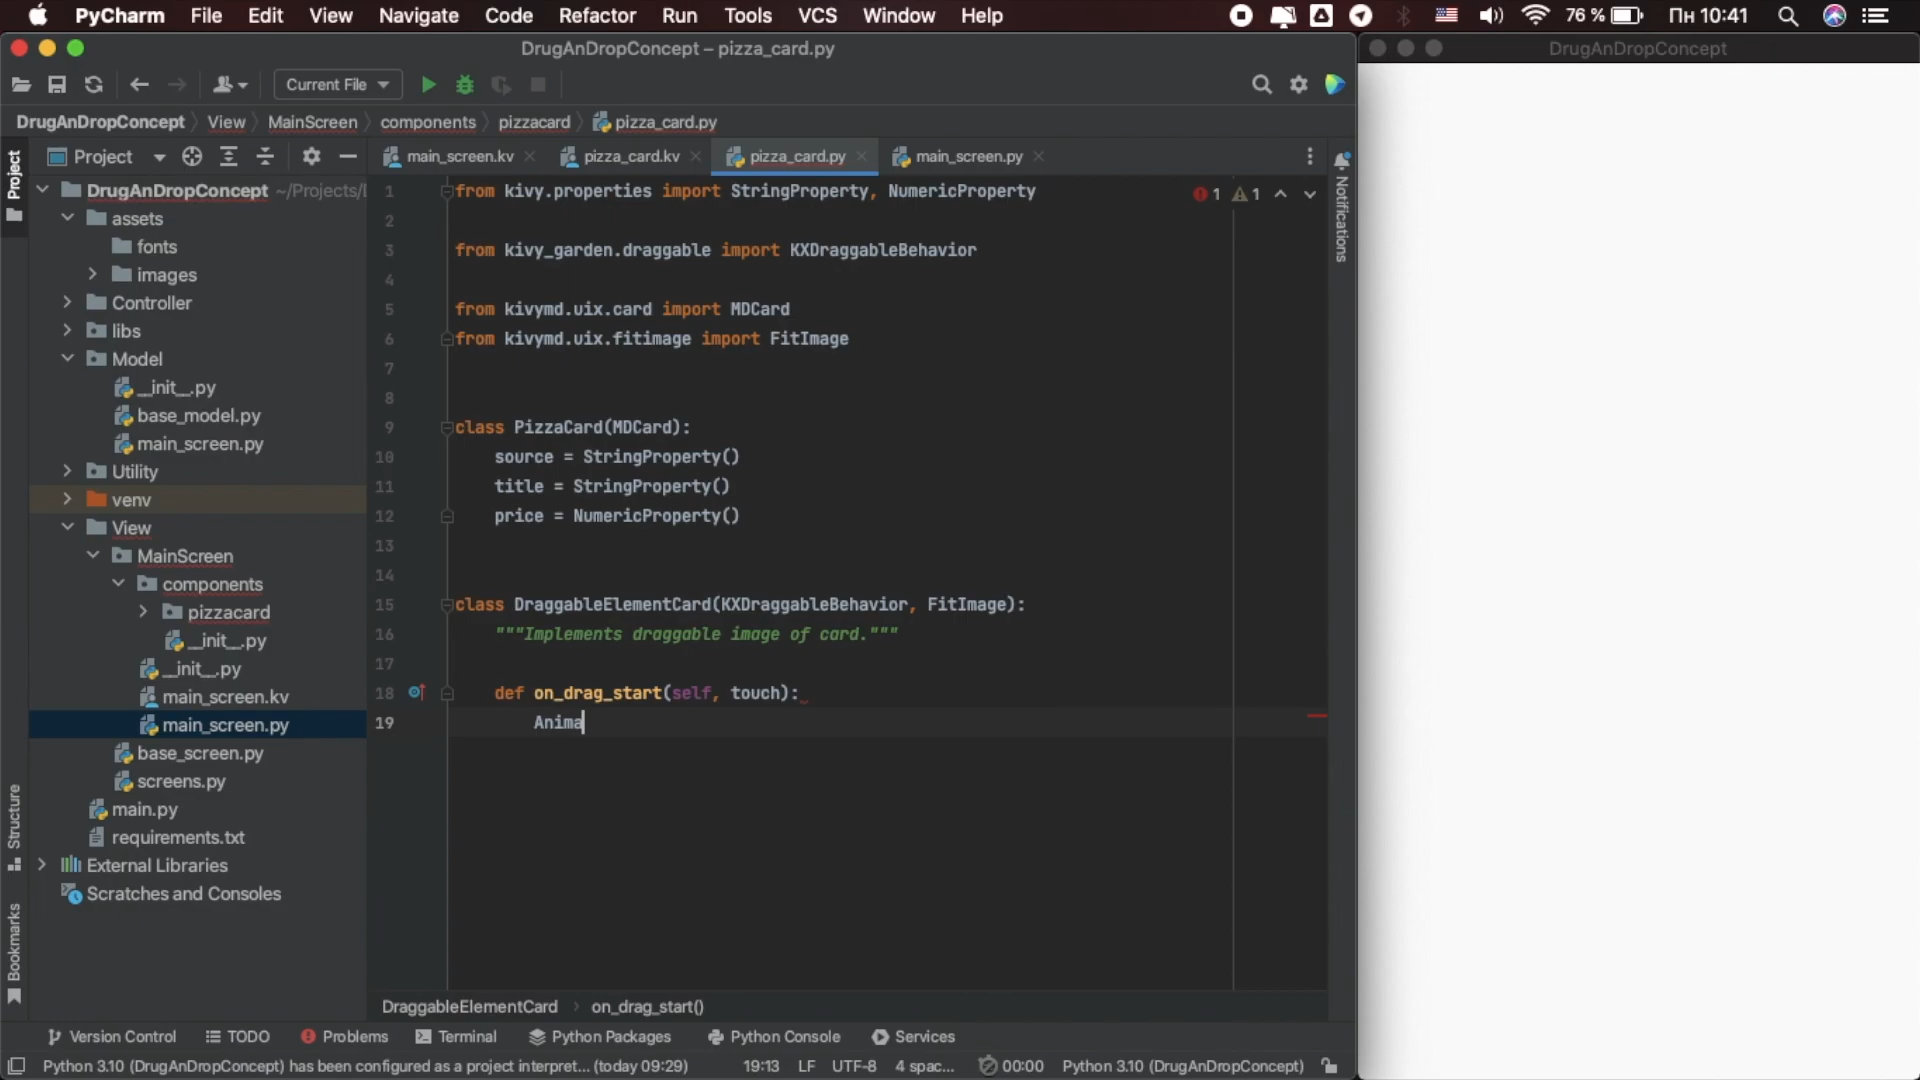 PyCharm File Edit View Navigate Code Refactor Run Tools VCS Window Help 76 % Пн 10:41
DrugAnDropConcept – pizza_card.py
DrugAnDropConcept
Current File
DrugAnDropConcept View MainScreen components pizzacard pizza_card.py
Project
Project
main_screen.kv pizza_card.kv pizza_card.py main_screen.py
Notifications
DrugAnDropConcept ~/Projects/
assets
fonts
images
Controller
libs
Model
__init__.py
base_model.py
main_screen.py
Utility
venv
View
MainScreen
components
pizzacard
__init__.py
__init__.py
main_screen.kv
main_screen.py
base_screen.py
screens.py
main.py
requirements.txt
External Libraries
Scratches and Consoles
Structure
Bookmarks
1 from kivy.properties import StringProperty, NumericProperty 1 1
2
3 from kivy_garden.draggable import KXDraggableBehavior
4
5 from kivymd.uix.card import MDCard
6 from kivymd.uix.fitimage import FitImage
7
8
9 class PizzaCard(MDCard):
10 source = StringProperty()
11 title = StringProperty()
12 price = NumericProperty()
13
14
15 class DraggableElementCard(KXDraggableBehavior, FitImage):
16 """Implements draggable image of card."""
17
18 def on_drag_start(self, touch):
19 Anima
DraggableElementCard on_drag_start()
Version Control TODO Problems Terminal Python Packages Python Console Services
Python 3.10 (DrugAnDropConcept) has been configured as a project interpret... (today 09:29) 19:13 LF UTF-8 4 spac... 00:00 Python 3.10 (DrugAnDropConcept)